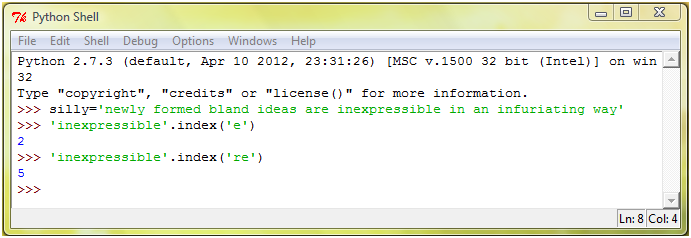 Python Shell
File Edit Shell Debug Options Windows Help
Python 2.7.3 (default, Apr 10 2012, 23:31:26) [MSC v.1500 32 bit (Intel)] on win
32
Type "copyright", "credits" or "license()" for more information.
>>> silly='newly formed bland ideas are inexpressible in an infuriating way'
>>> 'inexpressible'.index('e')
2
>>> 'inexpressible'.index('re')
5
>>>
Ln: 8 Col: 4